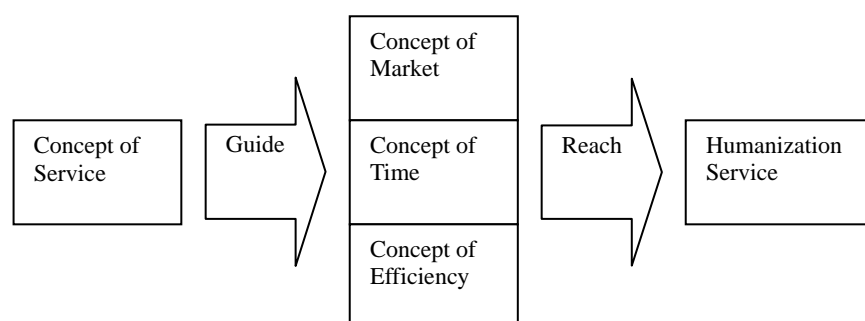 Concept of
Service
Guide
Concept of
Market
Concept of
Time
Concept of
Efficiency
Reach
Humanization
Service